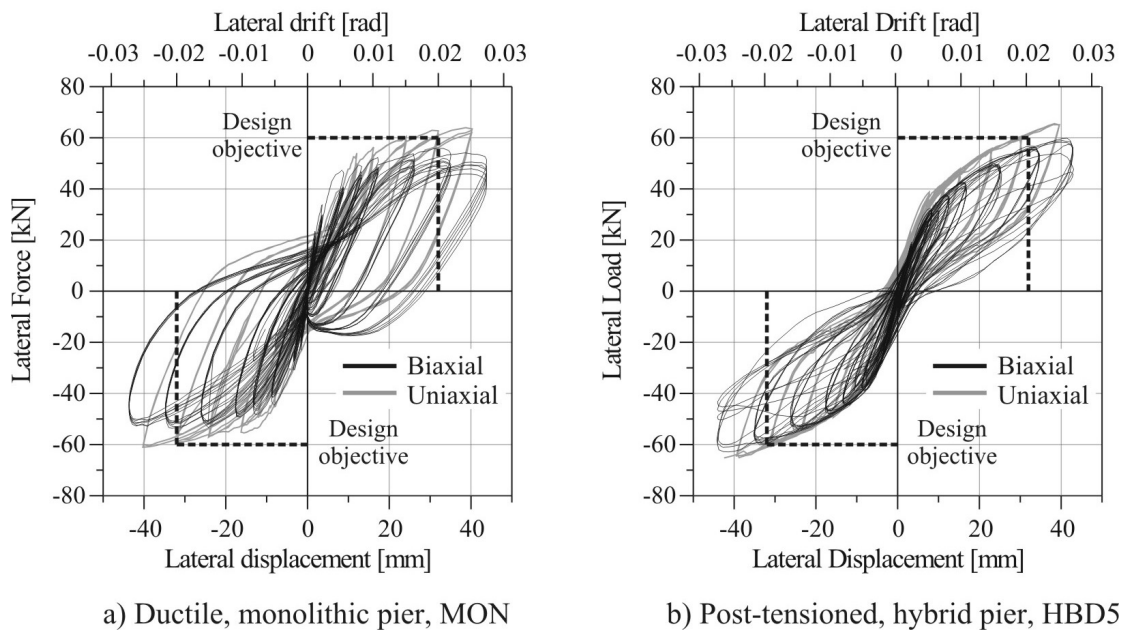 Lateral drift [rad]
-0.03 -0.02 -0.01 0 0.01 0.02 0.03
80
60
40
20
0
-20
-40
-60
-80
Lateral Force [kN]
Design
objective
Biaxial
Uniaxial
Design
objective
-40 -20 0 20 40
Lateral displacement [mm]
a) Ductile, monolithic pier, MON
Lateral Drift [rad]
-0.03 -0.02 -0.01 0 0.01 0.02 0.03
80
60
40
20
0
-20
-40
-60
-80
Lateral Load [kN]
Design
objective
Biaxial
Uniaxial
Design
objective
-40 20 0 20 40
Lateral Displacement [mm]
b) Post-tensioned, hybrid pier, HBD5